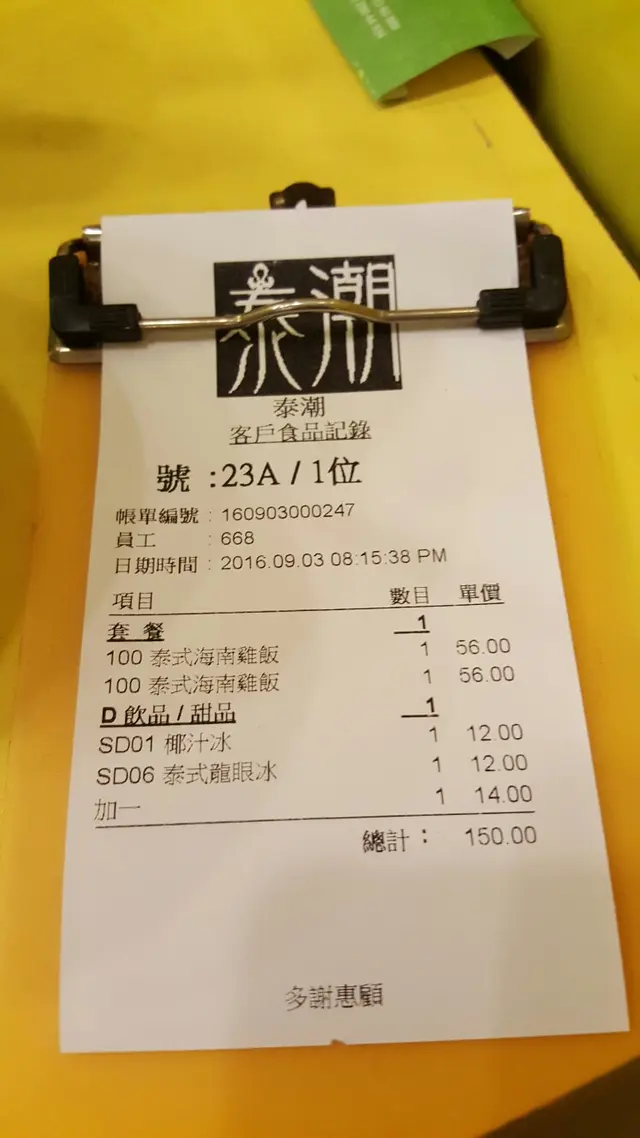 泰潮
泰潮
客戶食品記錄
號 :23A / 1位
帳單編號 : 160903000247
員工 : 668
日期時間 : 2016.09.03 08:15:38 PM
項目 數目 單價
套 餐 1
100 泰式海南雞飯 1 56.00
100 泰式海南雞飯 1 56.00
D 飲品 / 甜品 1
SD01 椰汁冰 1 12.00
SD06 泰式龍眼冰 1 12.00
加一 1 14.00
總計 : 150.00
多謝惠顧